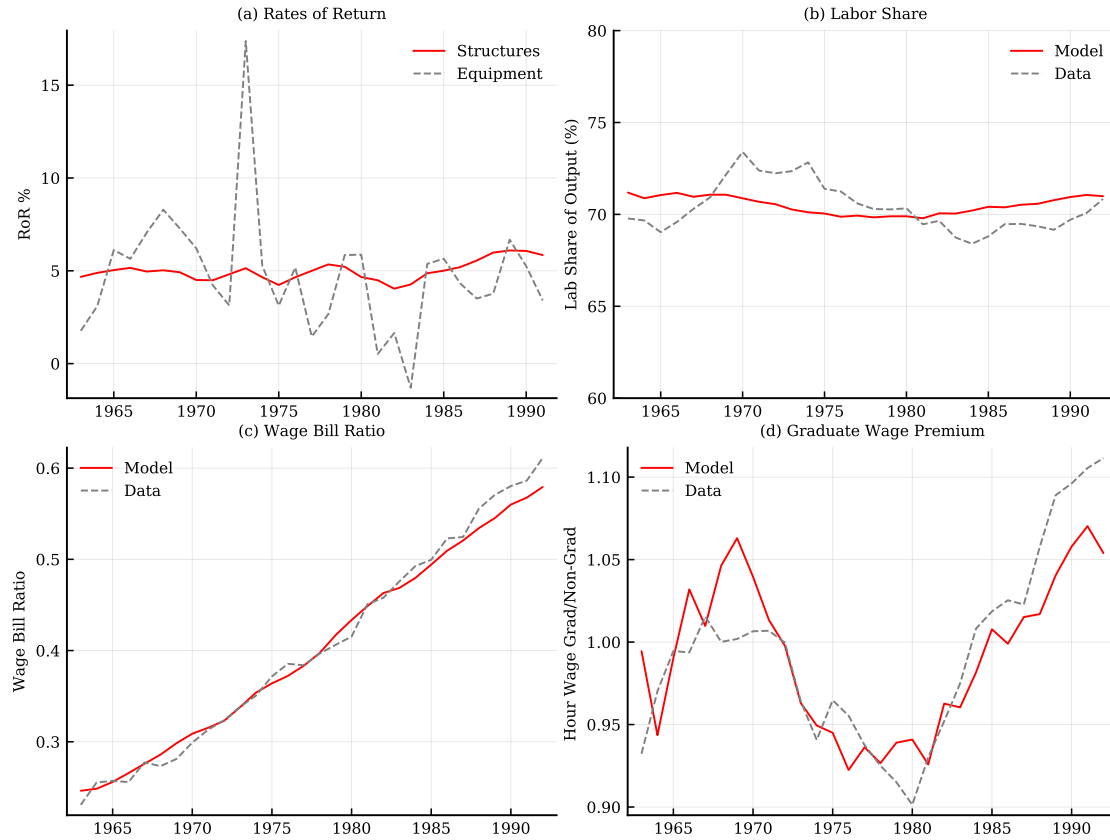 (a) Rates of Return
RoR %
15
10
5
0
1965 1970 1975 1980 1985 1990
Structures
Equipment
(b) Labor Share
Lab Share of Output (%)
80
75
70
65
60
1965 1970 1975 1980 1985 1990
Model
Data
(c) Wage Bill Ratio
Wage Bill Ratio
0.6
0.5
0.4
0.3
1965 1970 1975 1980 1985 1990
Model
Data
(d) Graduate Wage Premium
Hour Wage Grad/Non-Grad
1.10
1.05
1.00
0.95
0.90
1965 1970 1975 1980 1985 1990
Model
Data